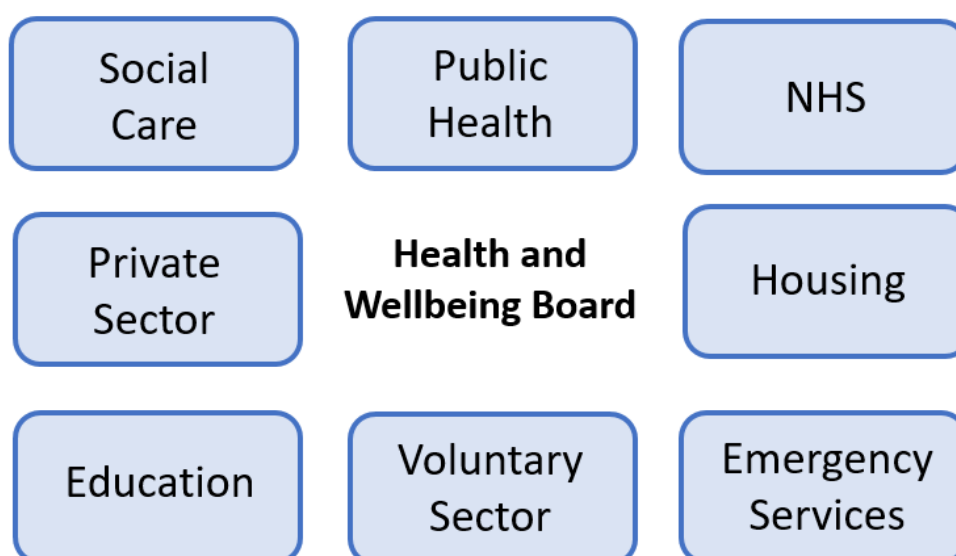 Social
Care
Public
Health
NHS
Private
Sector
Health and
Wellbeing Board
Housing
Education
Voluntary
Sector
Emergency
Services